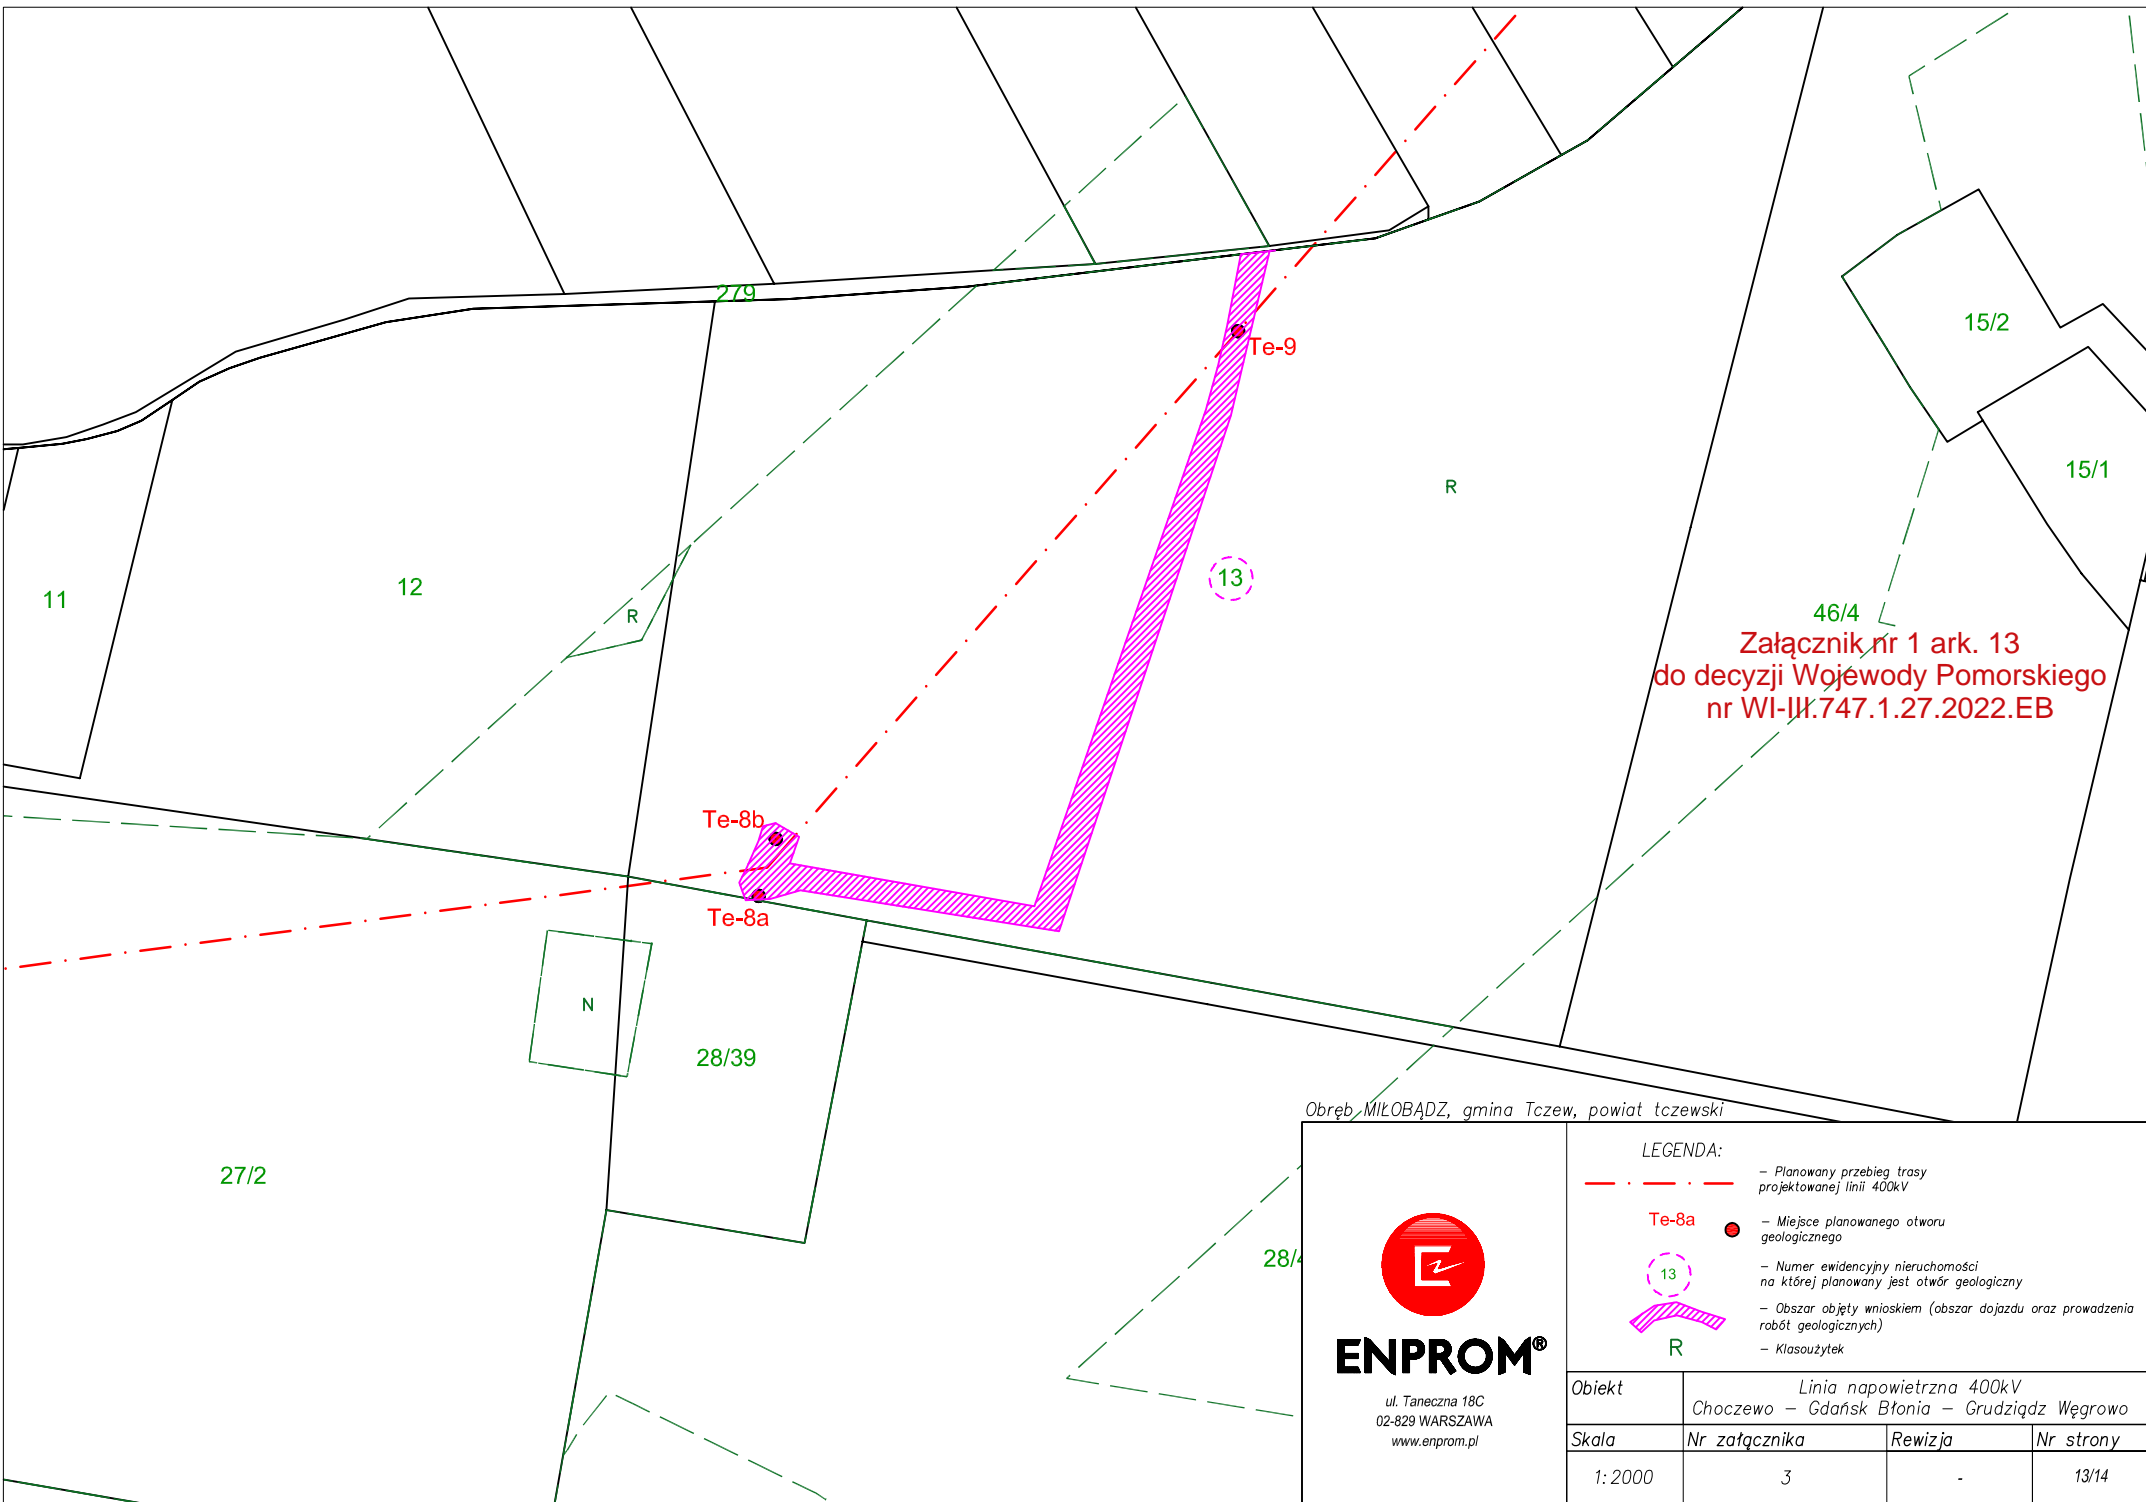 279
Te-9
15/2
15/1
R
13
12
11
R
46/4
Załącznik nr 1 ark. 13
do decyzji Wojewody Pomorskiego
nr WI-III.747.1.27.2022.EB
Te-8b
Te-8a
N
28/39
27/2
Obręb MIŁOBĄDZ, gmina Tczew, powiat tczewski
LEGENDA:
– Planowany przebieg trasy
projektowanej linii 400kV
Te-8a
– Miejsce planowanego otworu
geologicznego
13
– Numer ewidencyjny nieruchomości
na której planowany jest otwór geologiczny
– Obszar objęty wnioskiem (obszar dojazdu oraz prowadzenia
robót geologicznych)
R
– Klasoużytek
ENPROM®
ul. Taneczna 18C
02-829 WARSZAWA
www.enprom.pl
Obiekt
Linia napowietrzna 400kV
Choczewo – Gdańsk Błonia – Grudziądz Węgrowo
Skala
Nr załącznika
Rewizja
Nr strony
1:2000
3
-
13/14